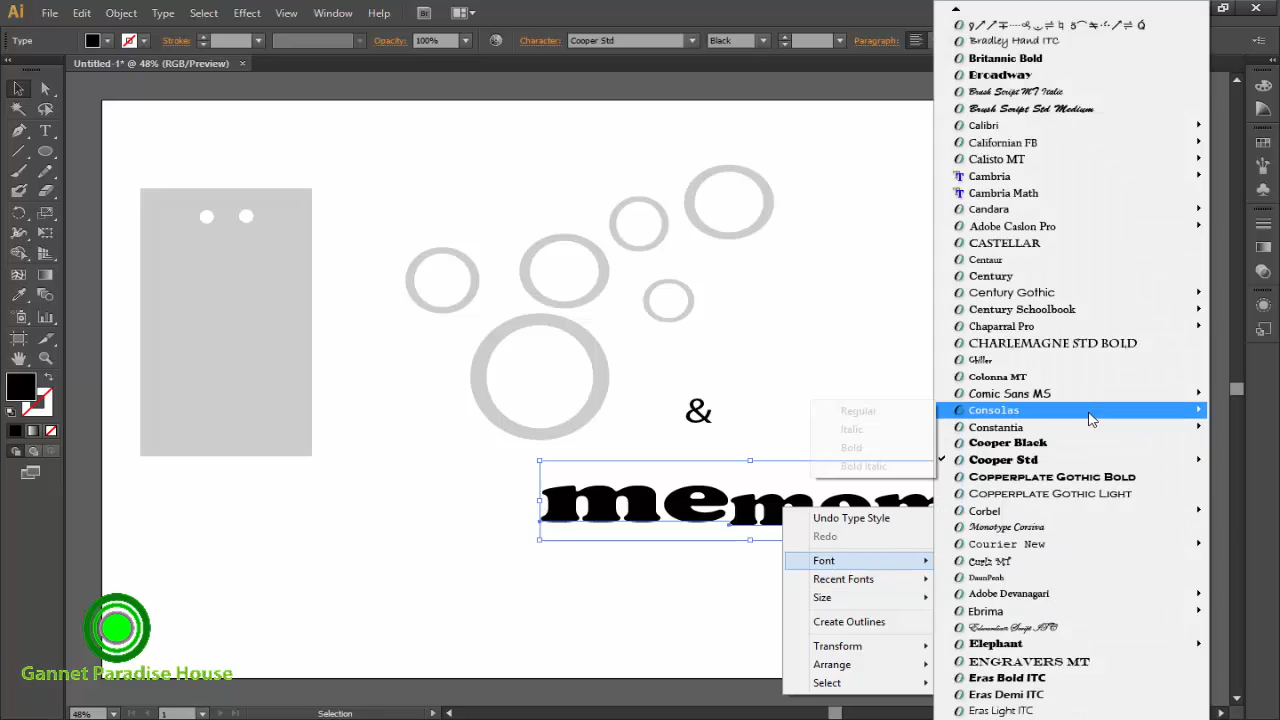 Ai File Edit Object Type Select Effect View Window Help Br
Type Stroke: Opacity: 100% Character: Cooper Std Black Paragraph:
Untitled-1* @ 48% (RGB/Preview) ×
Bradley Hand ITC
Britannic Bold
Broadway
Brush Script MT Italic
Brush Script Std Medium
Calibri
Californian FB
Calisto MT
Cambria
Cambria Math
Candara
Adobe Caslon Pro
CASTELLAR
Centaur
Century
Century Gothic
Century Schoolbook
Chaparral Pro
CHARLEMAGNE STD BOLD
Chiller
Colonna MT
Comic Sans MS
Consolas
Constantia
Cooper Black
Cooper Std
COPPERPLATE GOTHIC BOLD
COPPERPLATE GOTHIC LIGHT
Corbel
Monotype Corsiva
Courier New
Curlz MT
DaunPenh
Adobe Devanagari
Ebrima
Edwardian Script ITC
Elephant
ENGRAVERS MT
Eras Bold ITC
Eras Demi ITC
Eras Light ITC
Regular
Italic
Bold
Bold Italic
&
Undo Type Style
Redo
Font
Recent Fonts
Size
Create Outlines
Transform
Arrange
Select
Gannet Paradise House
48% 1 Selection